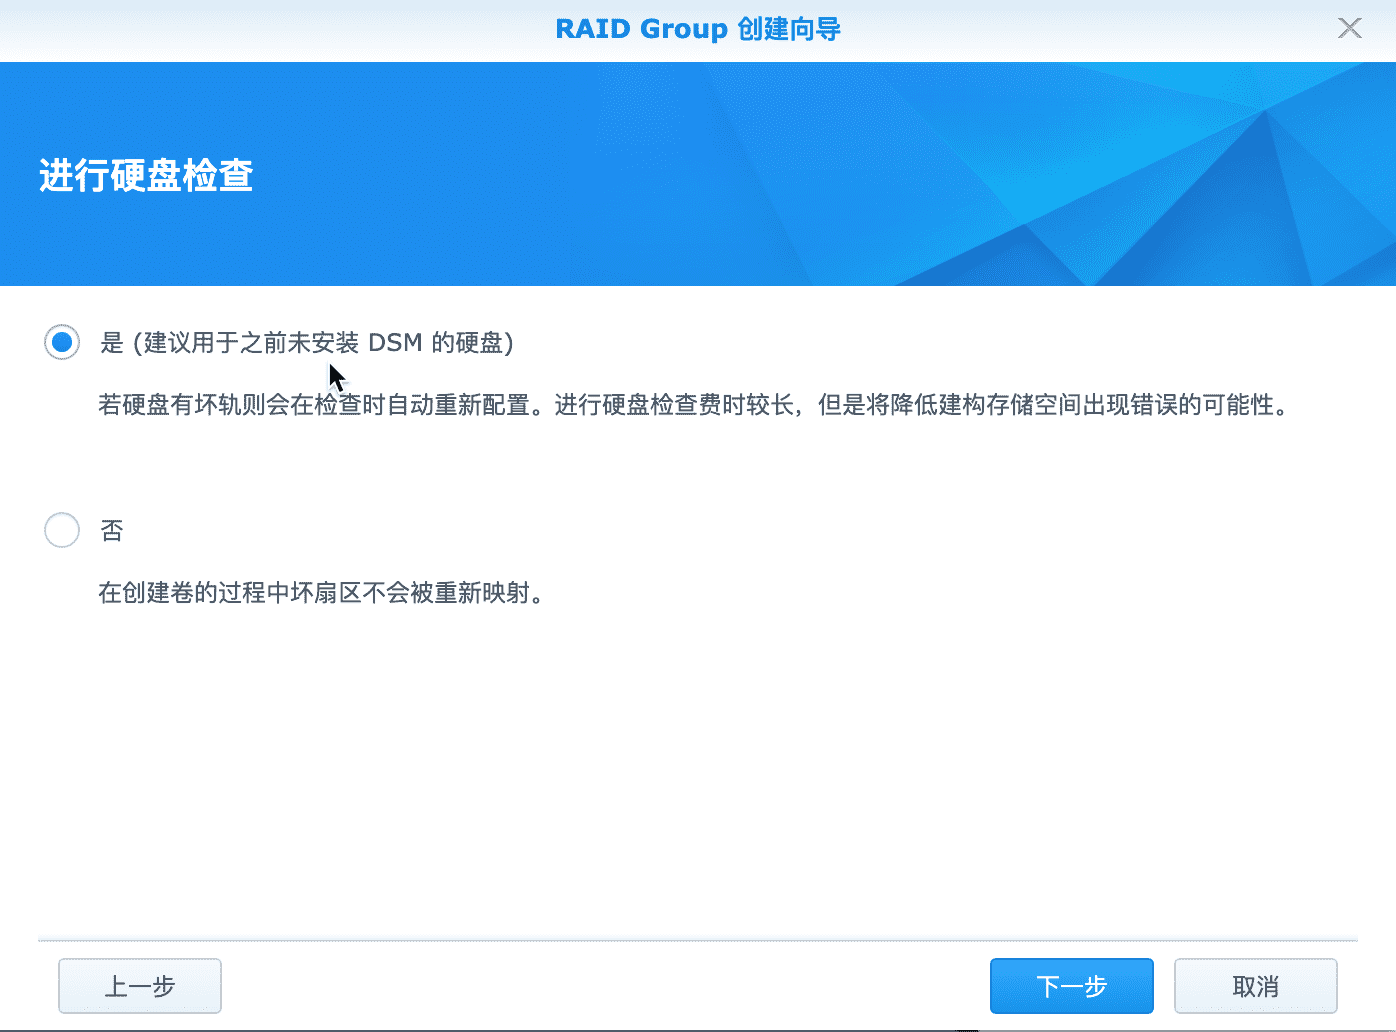 RAID Group 创建向导
进行硬盘检查
是 (建议用于之前未安装 DSM 的硬盘)
若硬盘有坏轨则会在检查时自动重新配置。进行硬盘检查费时较长，但是将降低建构存储空间出现错误的可能性。
否
在创建卷的过程中坏扇区不会被重新映射。
上一步
下一步
取消